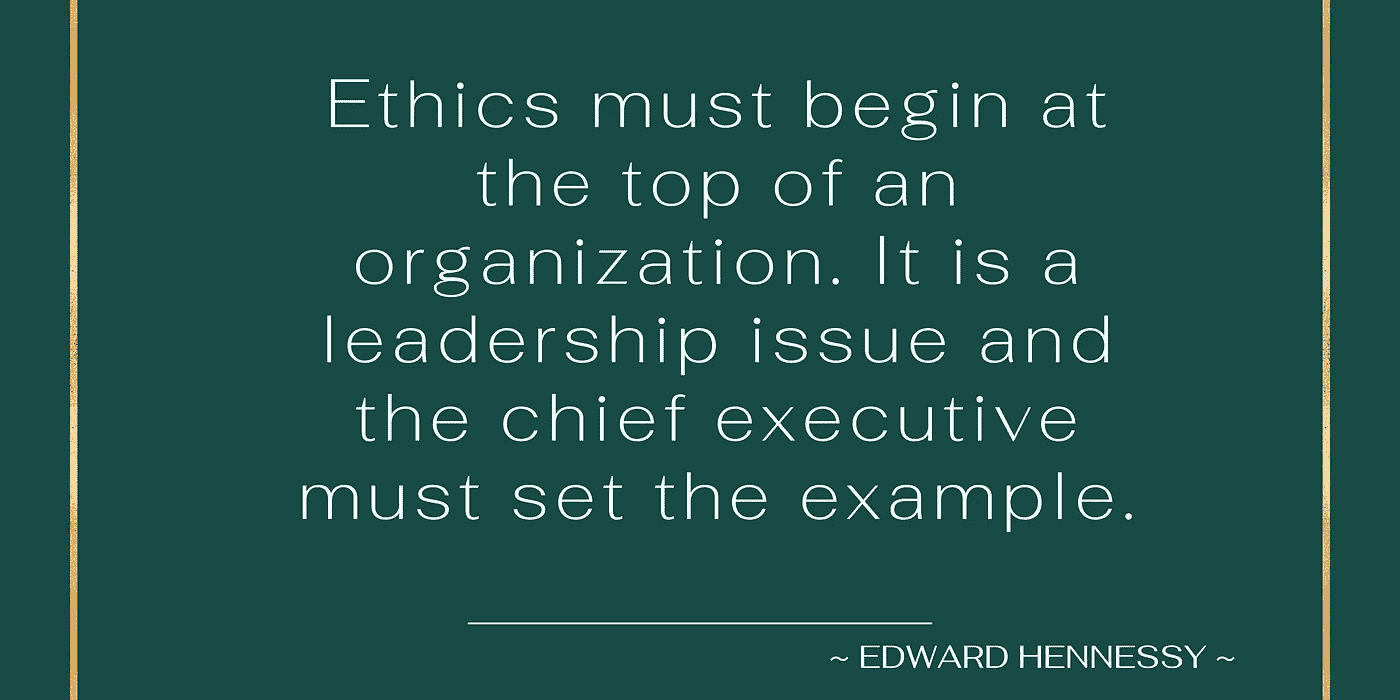 Ethics must begin at
the top of an
organization. It is a
leadership issue and
the chief executive
must set the example.
~ EDWARD HENNESSY ~